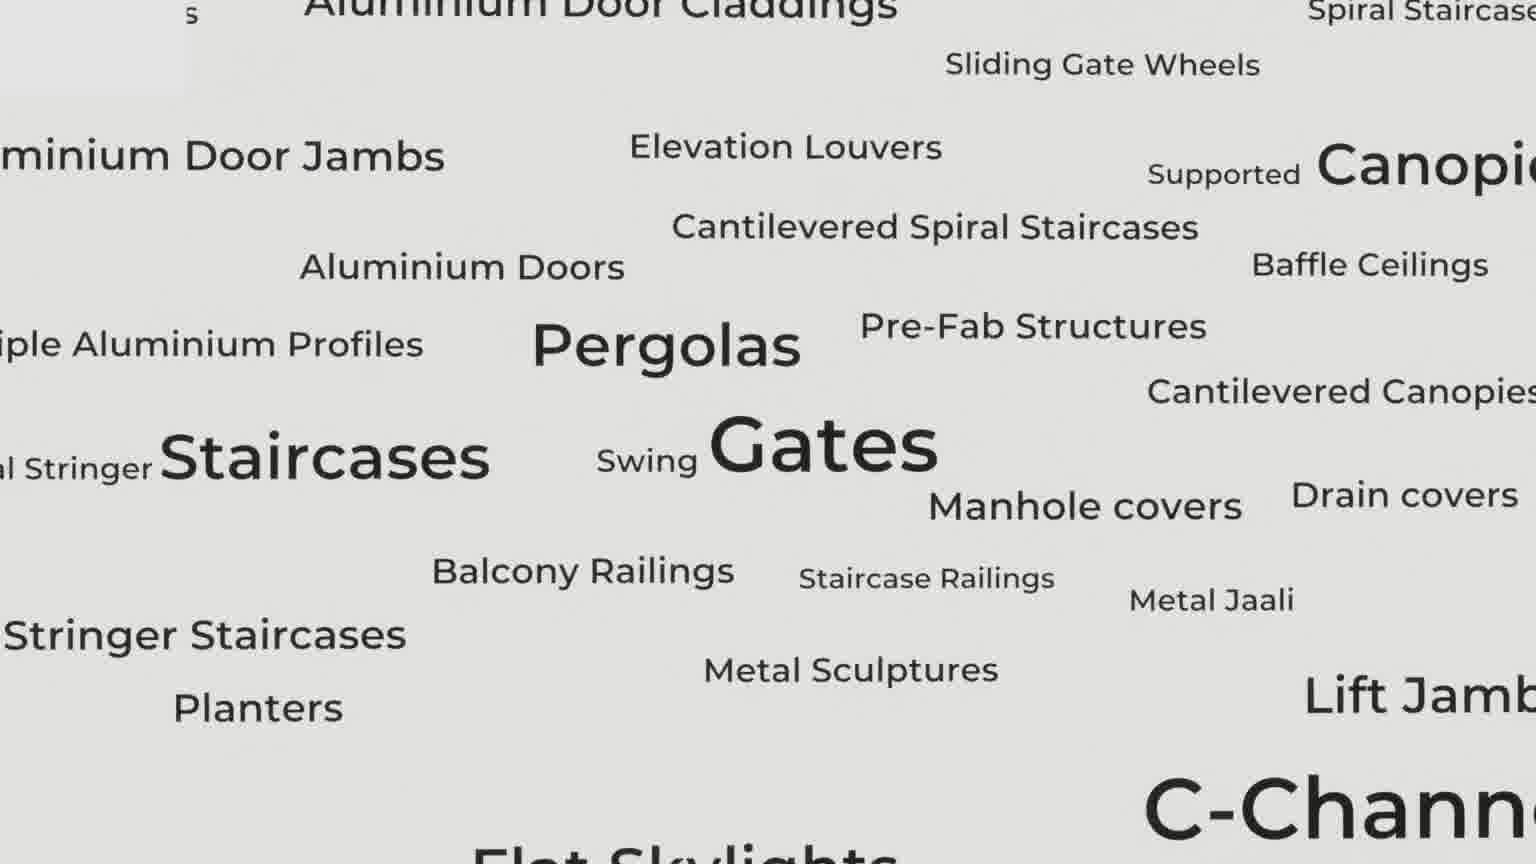 Aluminium Door Claddings
Spiral Staircase
Sliding Gate Wheels
minium Door Jambs
Elevation Louvers
Supported Canopie
Cantilevered Spiral Staircases
Aluminium Doors
Baffle Ceilings
iple Aluminium Profiles
Pergolas
Pre-Fab Structures
Cantilevered Canopies
al Stringer Staircases
Swing Gates
Manhole covers
Drain covers
Balcony Railings
Staircase Railings
Metal Jaali
Stringer Staircases
Metal Sculptures
Planters
Lift Jamb
C-Channe
Flat Skylights